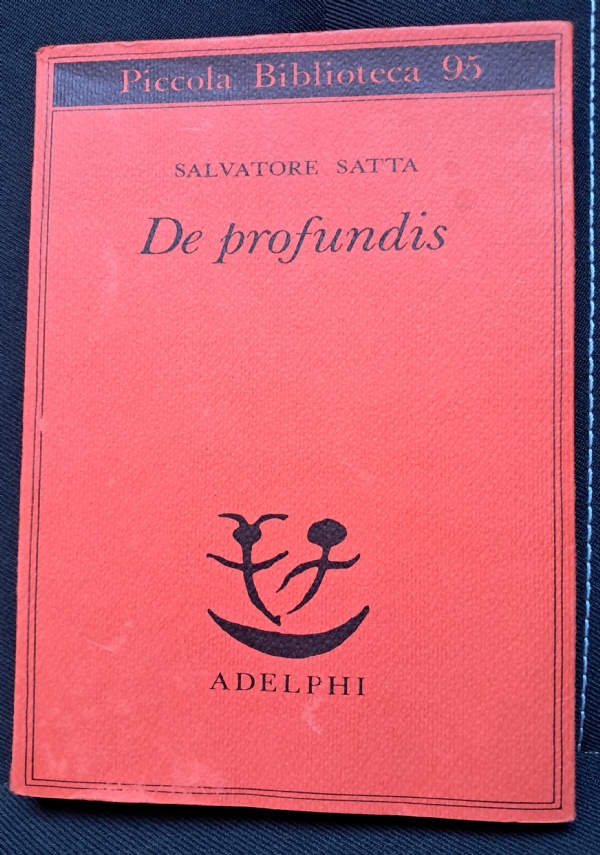 Piccola Biblioteca 95
SALVATORE SATTA
De profundis
ADELPHI